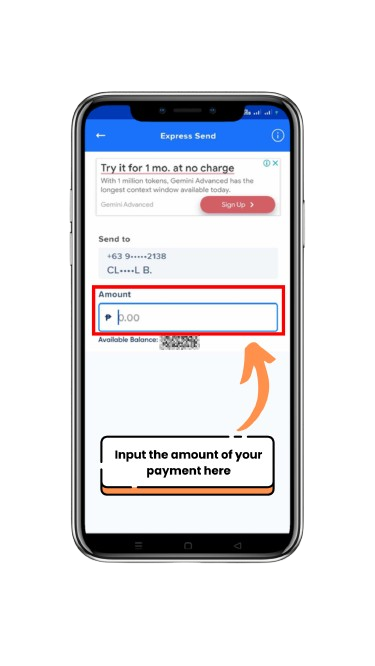 Express Send
Try it for 1 mo. at no charge
With 1 million tokens, Gemini Advanced has the
longest context window available today.
Gemini Advanced
Sign Up
Send to
+63 9•••••2138
CL••••L B.
Amount
₱ 0.00
Available Balance:
Input the amount of your
payment here